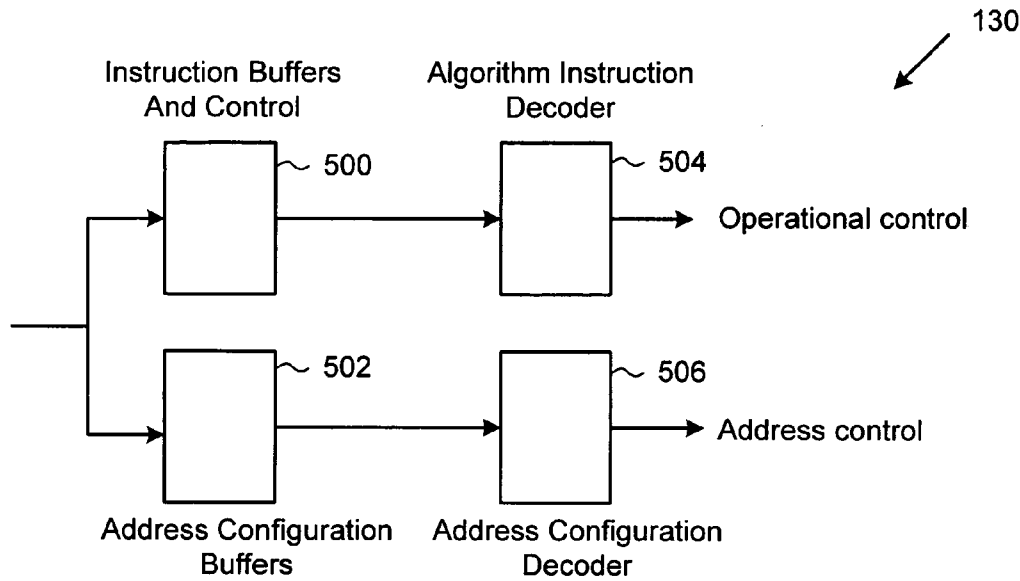 130
Instruction Buffers
And Control
Algorithm Instruction
Decoder
500
504
Operational control
502
506
Address control
Address Configuration
Buffers
Address Configuration
Decoder